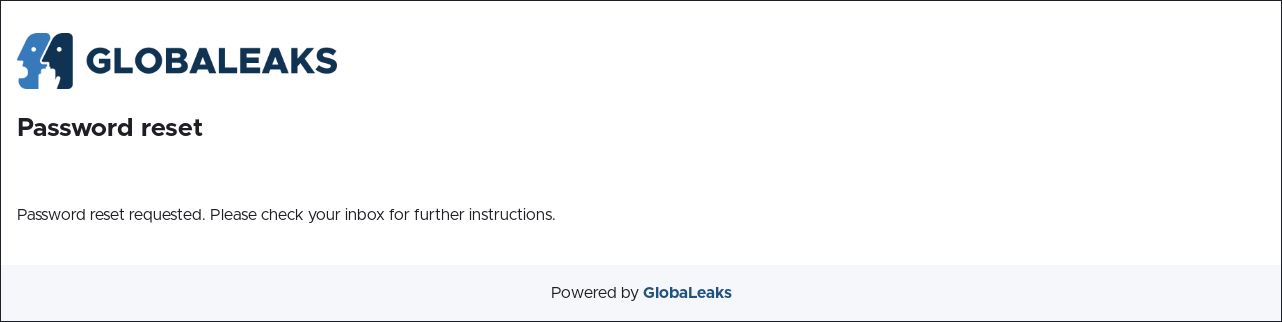 GLOBALEAKS
Password reset
Password reset requested. Please check your inbox for further instructions.
Powered by GlobaLeaks